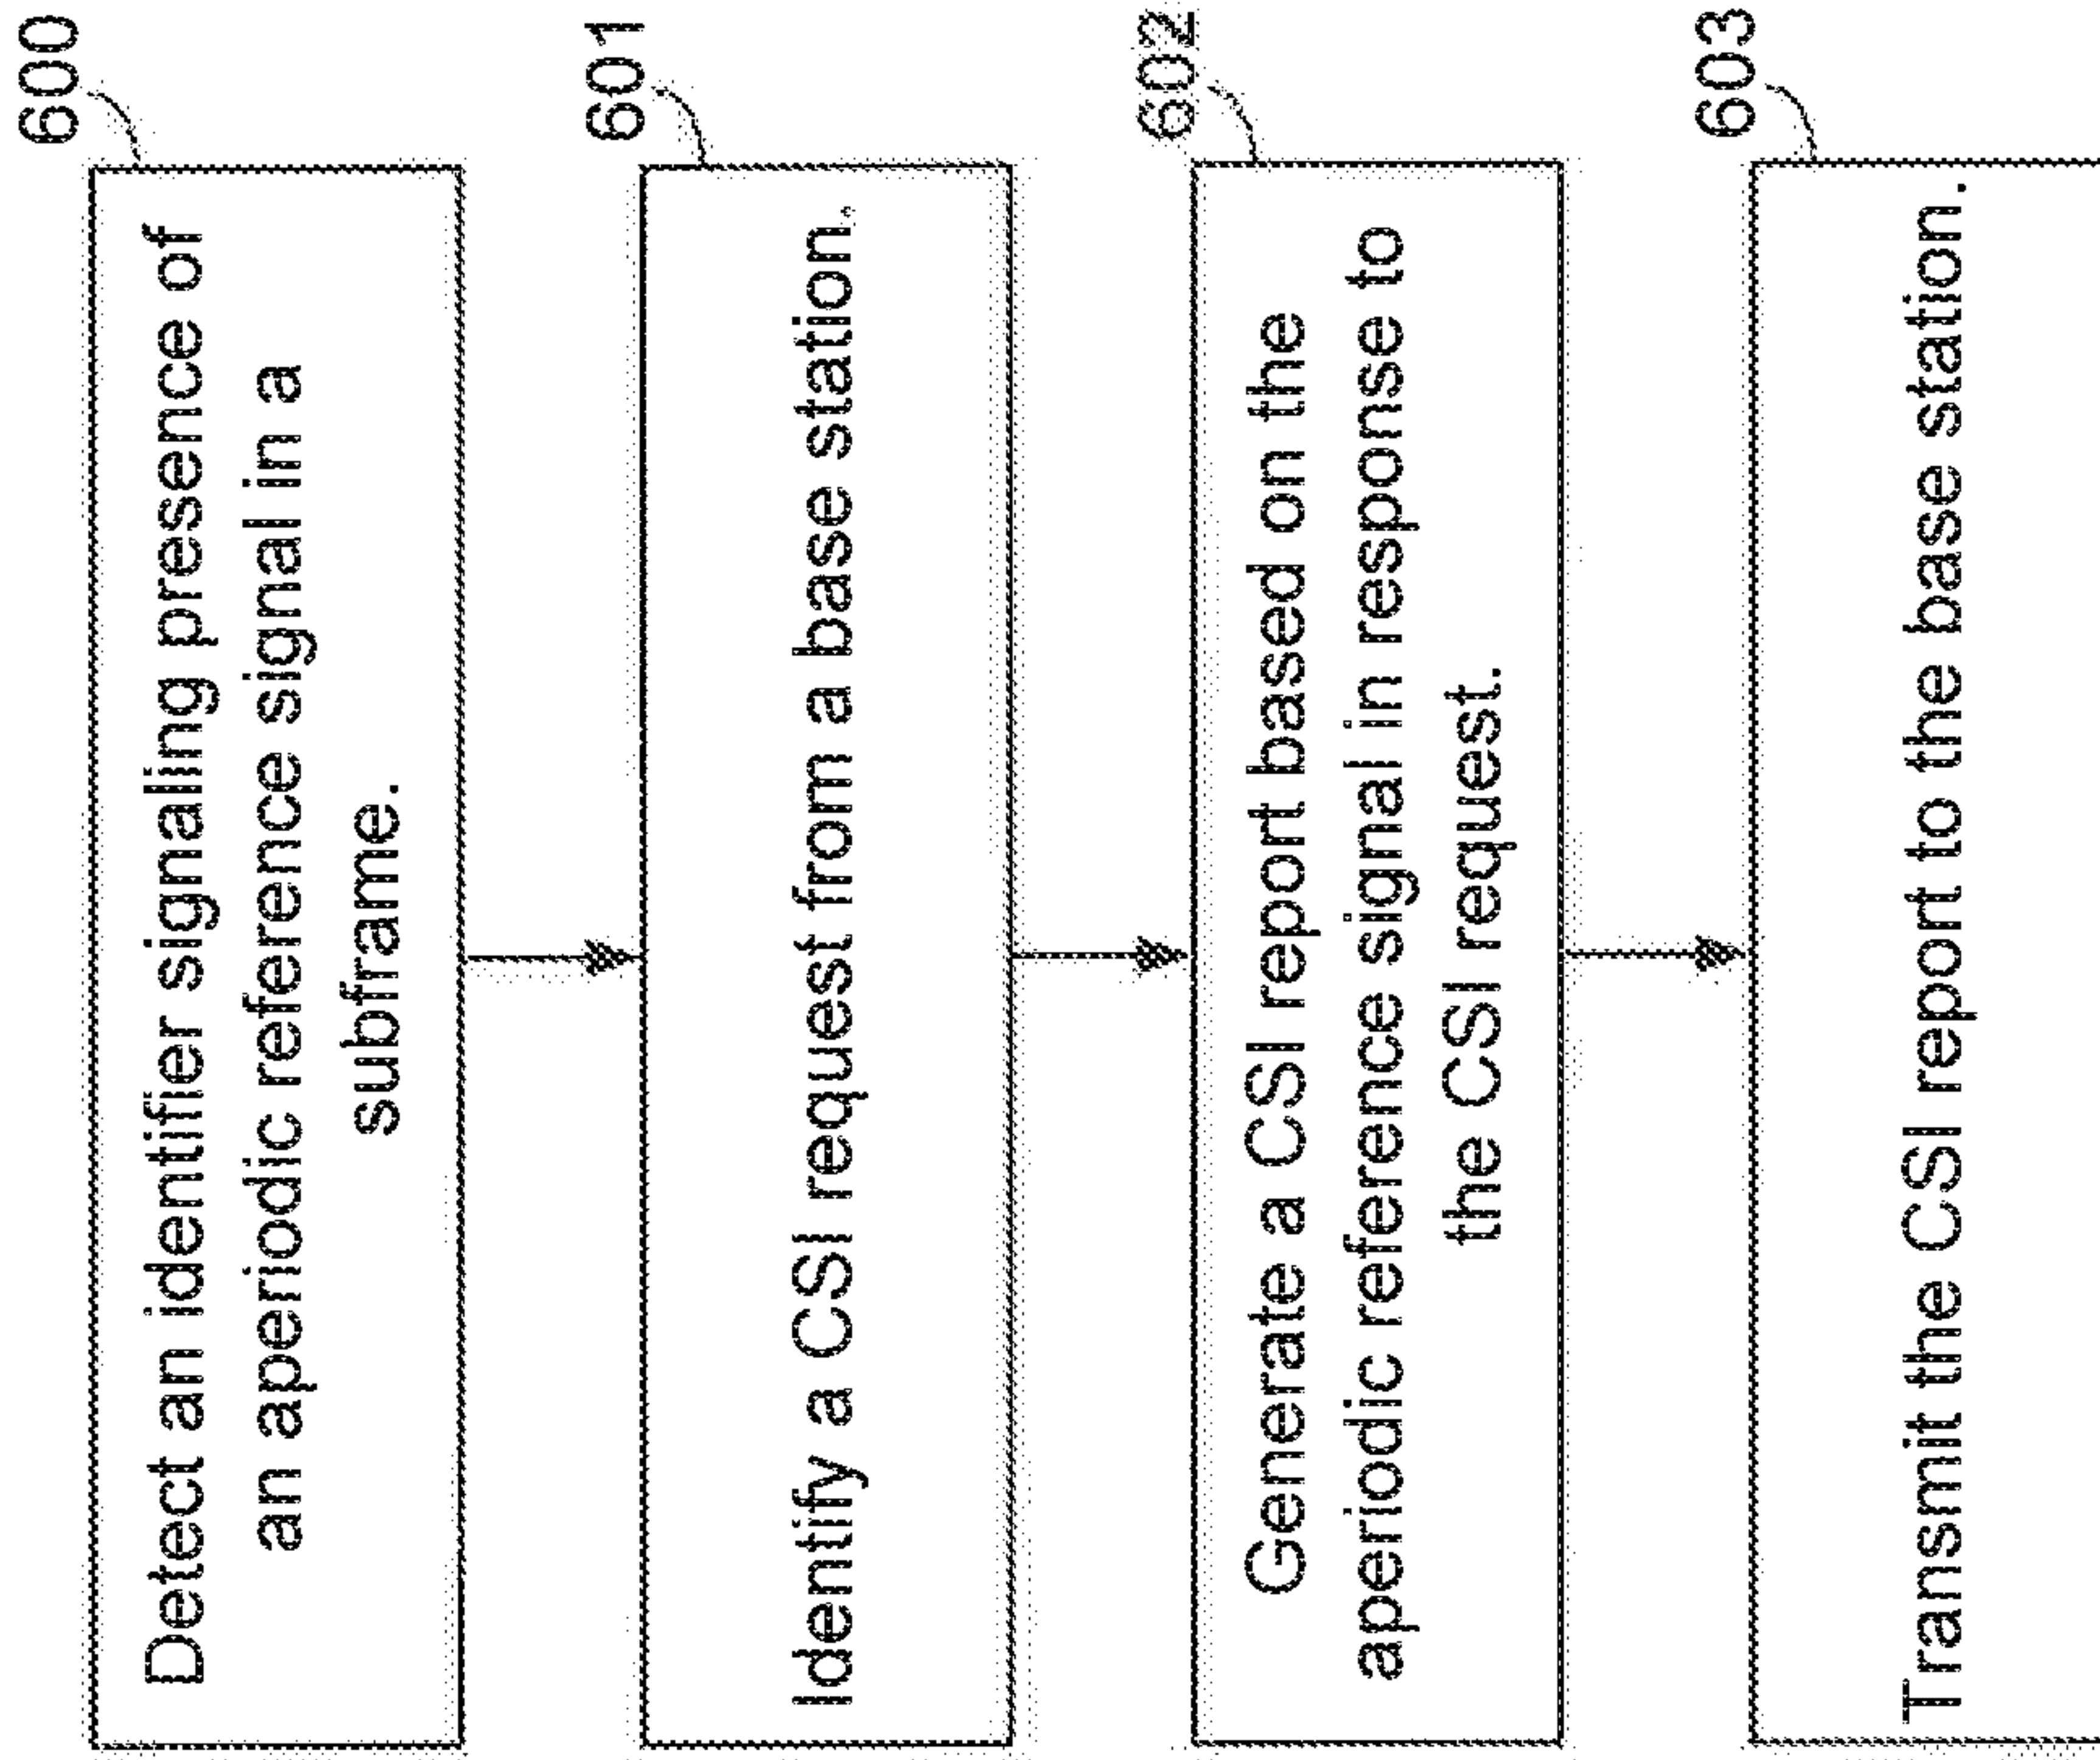 600
Detect an identifier signaling presence of
an aperiodic reference signal in a
subframe.
601
Identify a CSI request from a base station.
602
Generate a CSI report based on the
aperiodic reference signal in response to
the CSI request.
603
Transmit the CSI report to the base station.